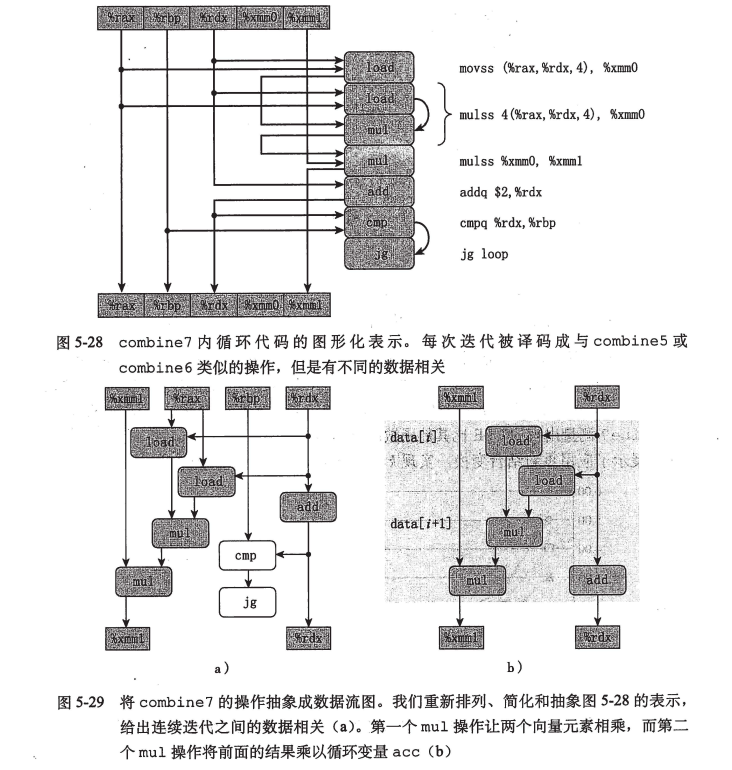 %rax %rbp %rdx %xmm0 %xmm1
load movss (%rax,%rdx,4), %xmm0
load
mulss 4(%rax,%rdx,4), %xmm0
mul
mul mulss %xmm0, %xmm1
add addq $2,%rdx
cmp cmpq %rdx,%rbp
jg jg loop
%rax %rbp %rdx %xmm0 %xmm1
图 5-28 combine7 内循环代码的图形化表示。每次迭代被译码成与 combine5 或
combine6 类似的操作，但是有不同的数据相关
%xmm1 %rax %rbp %rdx
load
load
add
mul
cmp
mul
jg
%xmm1 %rdx
a）
%xmm1 %rdx
data[i] load
load
data[i+1]
mul
mul add
%xmm1 %rdx
b）
图 5-29 将 combine7 的操作抽象成数据流图。我们重新排列、简化和抽象图 5-28 的表示，
给出连续迭代之间的数据相关（a）。第一个 mul 操作让两个向量元素相乘，而第二
个 mul 操作将前面的结果乘以循环变量 acc（b）